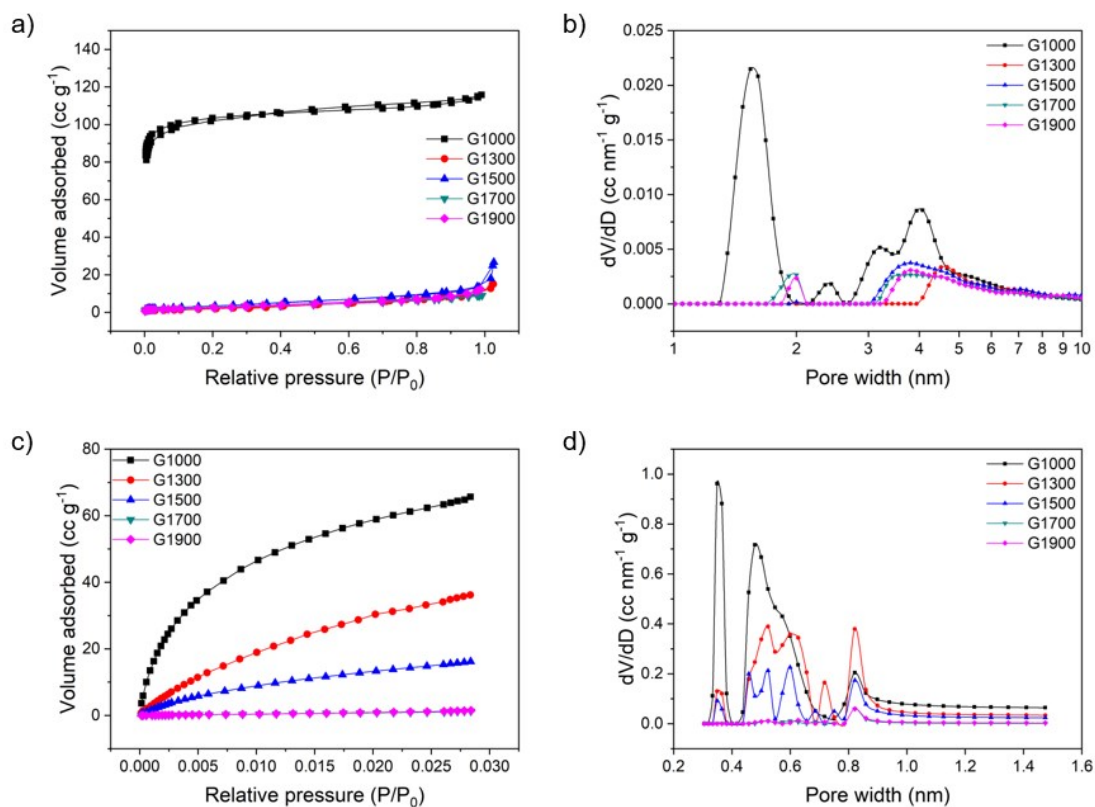 a)
140
120
100
80
60
40
20
0
Volume adsorbed (cc g⁻¹)
G1000
G1300
G1500
G1700
G1900
0.0 0.2 0.4 0.6 0.8 1.0
Relative pressure (P/P₀)
b)
0.025
0.020
0.015
0.010
0.005
0.000
dV/dD (cc nm⁻¹ g⁻¹)
G1000
G1300
G1500
G1700
G1900
1 2 3 4 5 6 7 8 9 10
Pore width (nm)
c)
80
60
40
20
0
Volume adsorbed (cc g⁻¹)
G1000
G1300
G1500
G1700
G1900
0.000 0.005 0.010 0.015 0.020 0.025 0.030
Relative pressure (P/P₀)
d)
1.0
0.8
0.6
0.4
0.2
0.0
dV/dD (cc nm⁻¹ g⁻¹)
G1000
G1300
G1500
G1700
G1900
0.2 0.4 0.6 0.8 1.0 1.2 1.4 1.6
Pore width (nm)